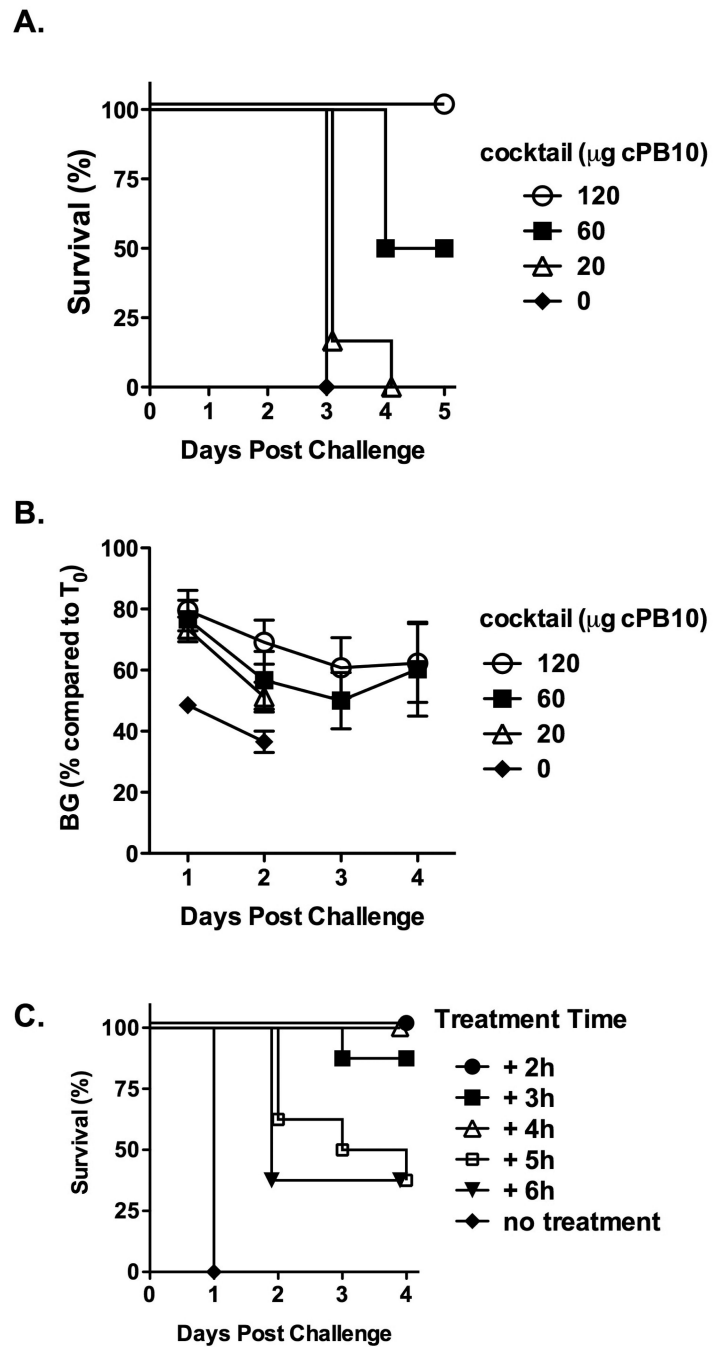 A.
Survival (%)
100
75
50
25
0
0 1 2 3 4 5
Days Post Challenge
cocktail (μg cPB10)
120
60
20
0
B.
BG (% compared to T0)
100
80
60
40
20
0
1 2 3 4
Days Post Challenge
cocktail (μg cPB10)
120
60
20
0
C.
Survival (%)
100
75
50
25
0
0 1 2 3 4
Days Post Challenge
Treatment Time
+ 2h
+ 3h
+ 4h
+ 5h
+ 6h
no treatment